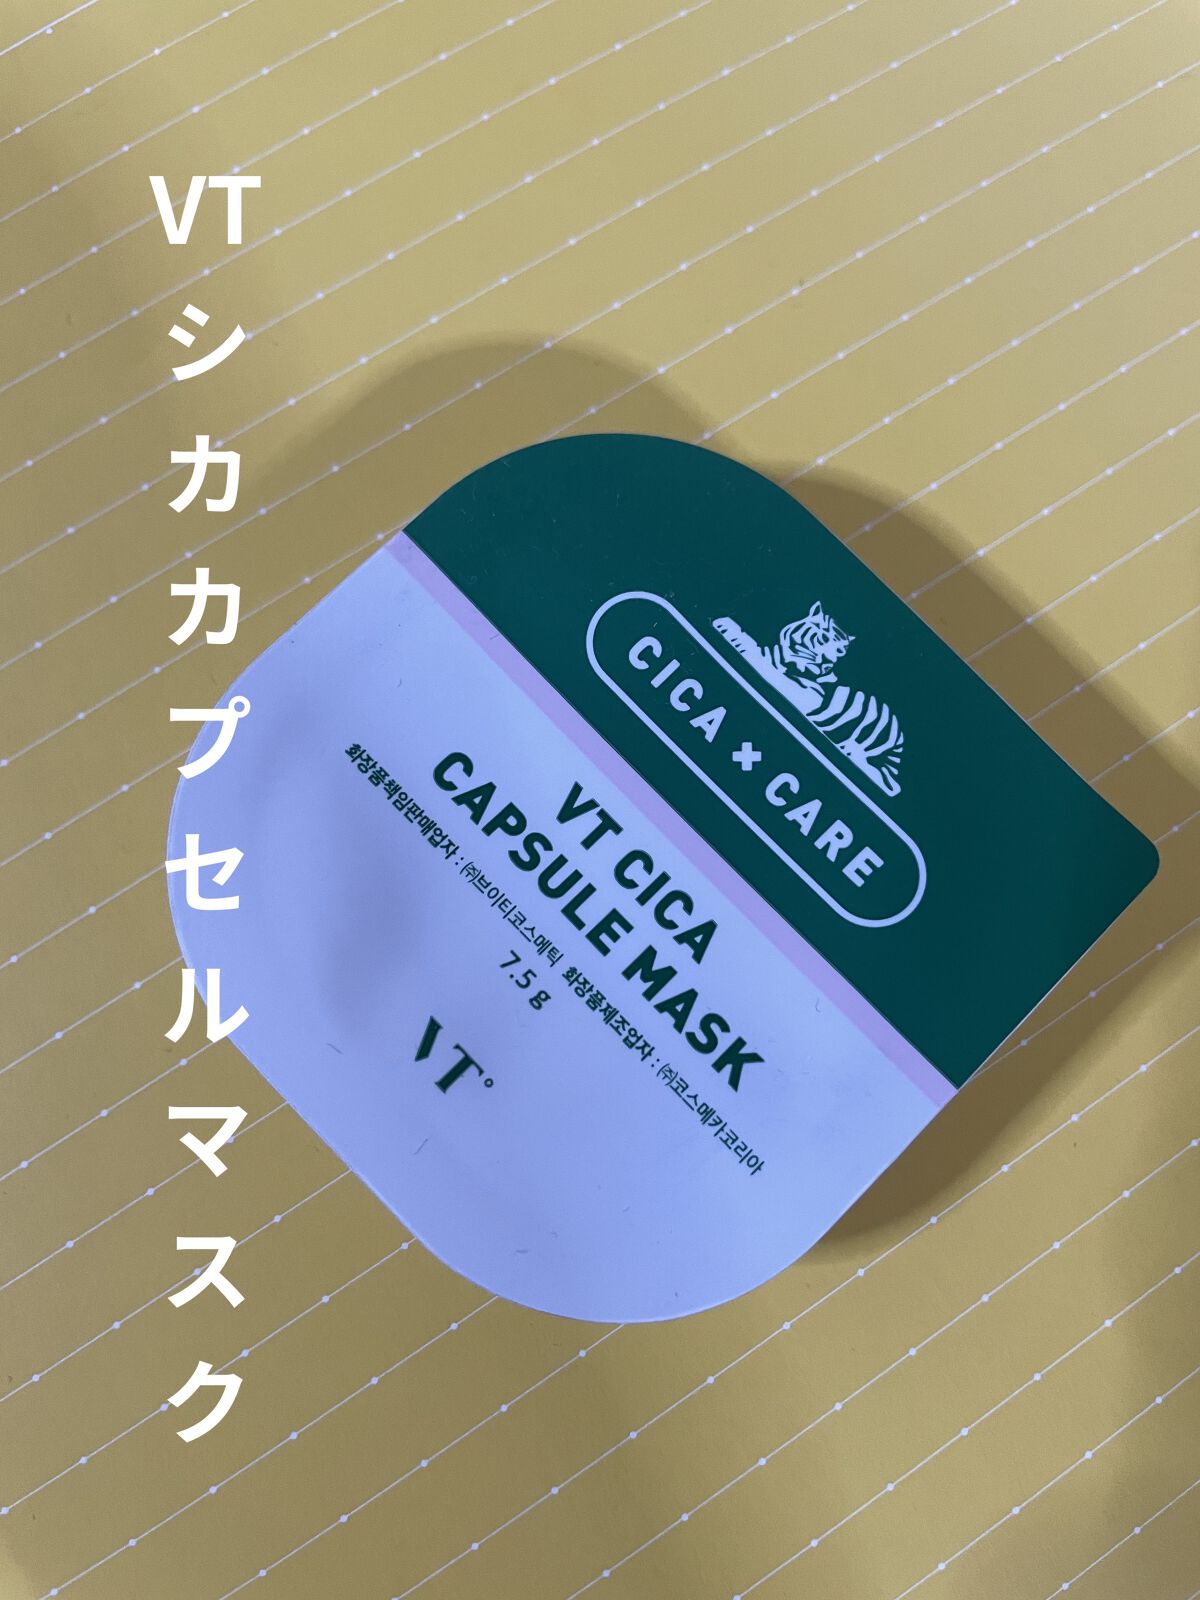 VTシカカプセルマスク
CICA × CARE
VT CICA
CAPSULE MASK
화장품책임판매업자 : ㈜브이티코스메틱 화장품제조업자 : ㈜코스메카코리아
7.5 g
VT